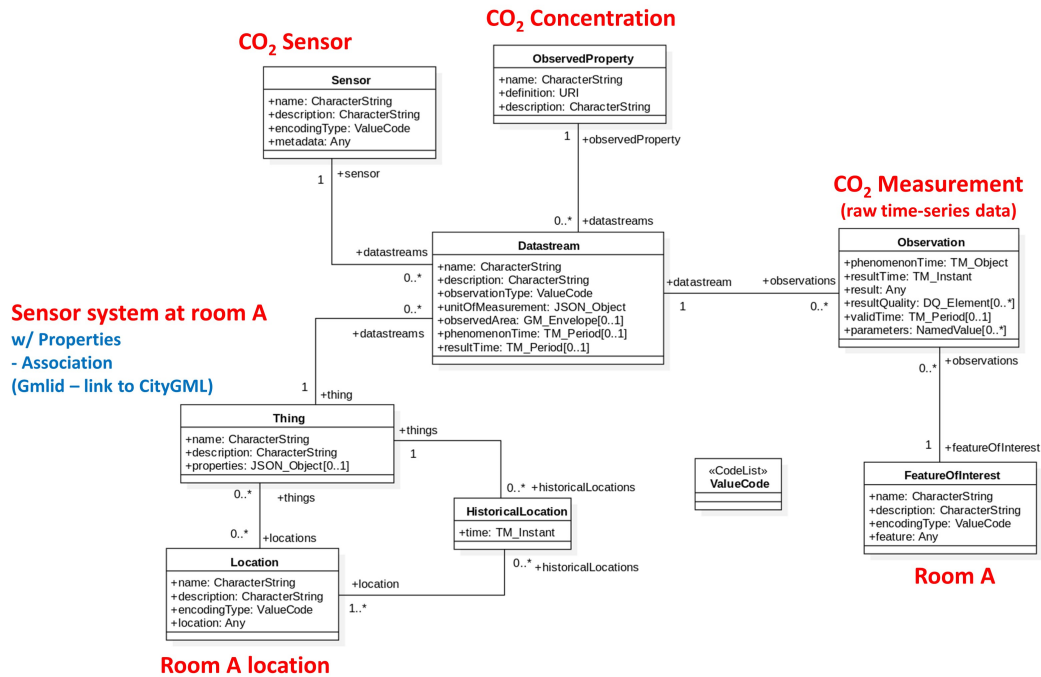 CO₂ Concentration
CO₂ Sensor
ObservedProperty
+name: CharacterString
+definition: URI
+description: CharacterString
Sensor
+name: CharacterString
+description: CharacterString
+encodingType: ValueCode
+metadata: Any
1
+observedProperty
+sensor
1
CO₂ Measurement
(raw time-series data)
0..*
+datastreams
Observation
+phenomenonTime: TM_Object
+resultTime: TM_Instant
+result: Any
+resultQuality: DQ_Element[0..*]
+validTime: TM_Period[0..1]
+parameters: NamedValue[0..*]
Datastream
+name: CharacterString
+description: CharacterString
+observationType: ValueCode
+unitOfMeasurement: JSON_Object
+observedArea: GM_Envelope[0..1]
+phenomenonTime: TM_Period[0..1]
+resultTime: TM_Period[0..1]
+datastreams
0..*
+datastream
1
+observations
0..*
0..*
+datastreams
Sensor system at room A
w/ Properties
- Association
(Gmlid – link to CityGML)
+observations
0..*
1
+thing
Thing
+name: CharacterString
+description: CharacterString
+properties: JSON_Object[0..1]
+things
1
1
+featureOfInterest
«CodeList»
ValueCode
FeatureOfInterest
+name: CharacterString
+description: CharacterString
+encodingType: ValueCode
+feature: Any
0..*
+things
0..*
+historicalLocations
HistoricalLocation
+time: TM_Instant
0..*
+locations
0..*
+historicalLocations
Location
+name: CharacterString
+description: CharacterString
+encodingType: ValueCode
+location: Any
+location
1..*
Room A
Room A location